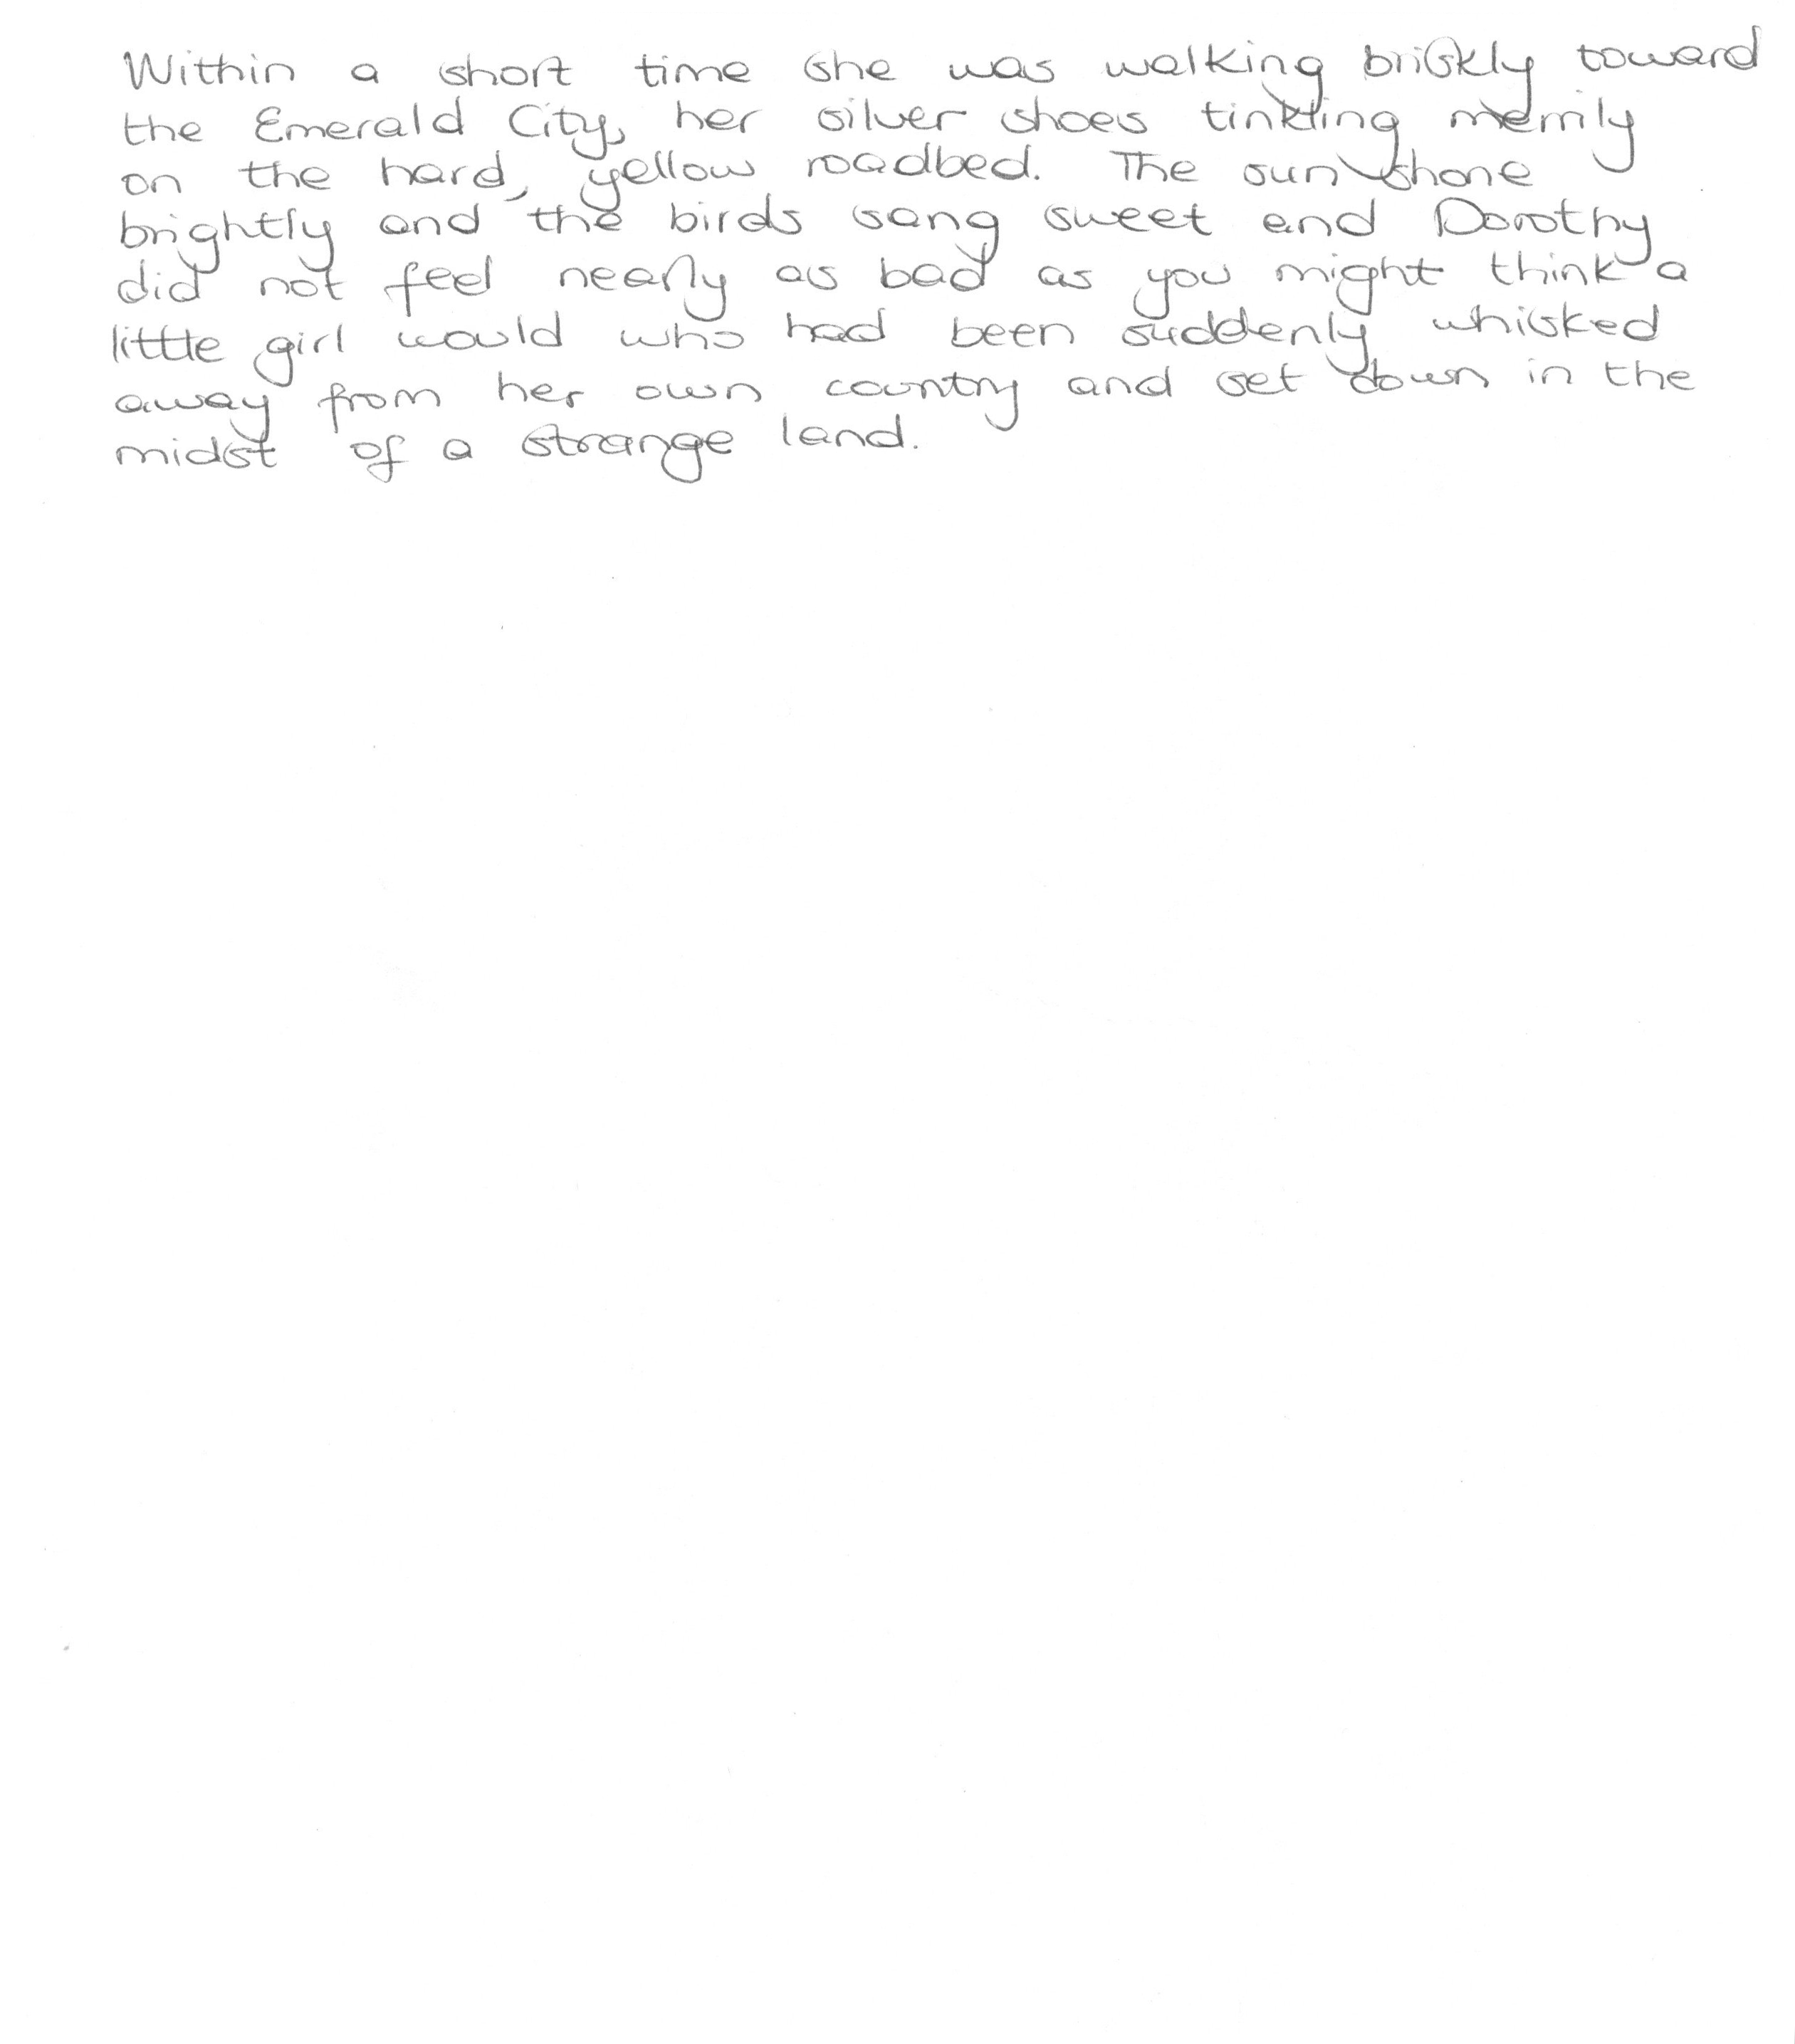 Within a short time she was walking briskly toward
the Emerald City, her silver shoes tinkling merrily
on the hard, yellow roadbed. The sun shone
brightly and the birds sang sweet and Dorothy
did not feel nearly as bad as you might think a
little girl would who had been suddenly whisked
away from her own country and set down in the
midst of a strange land.